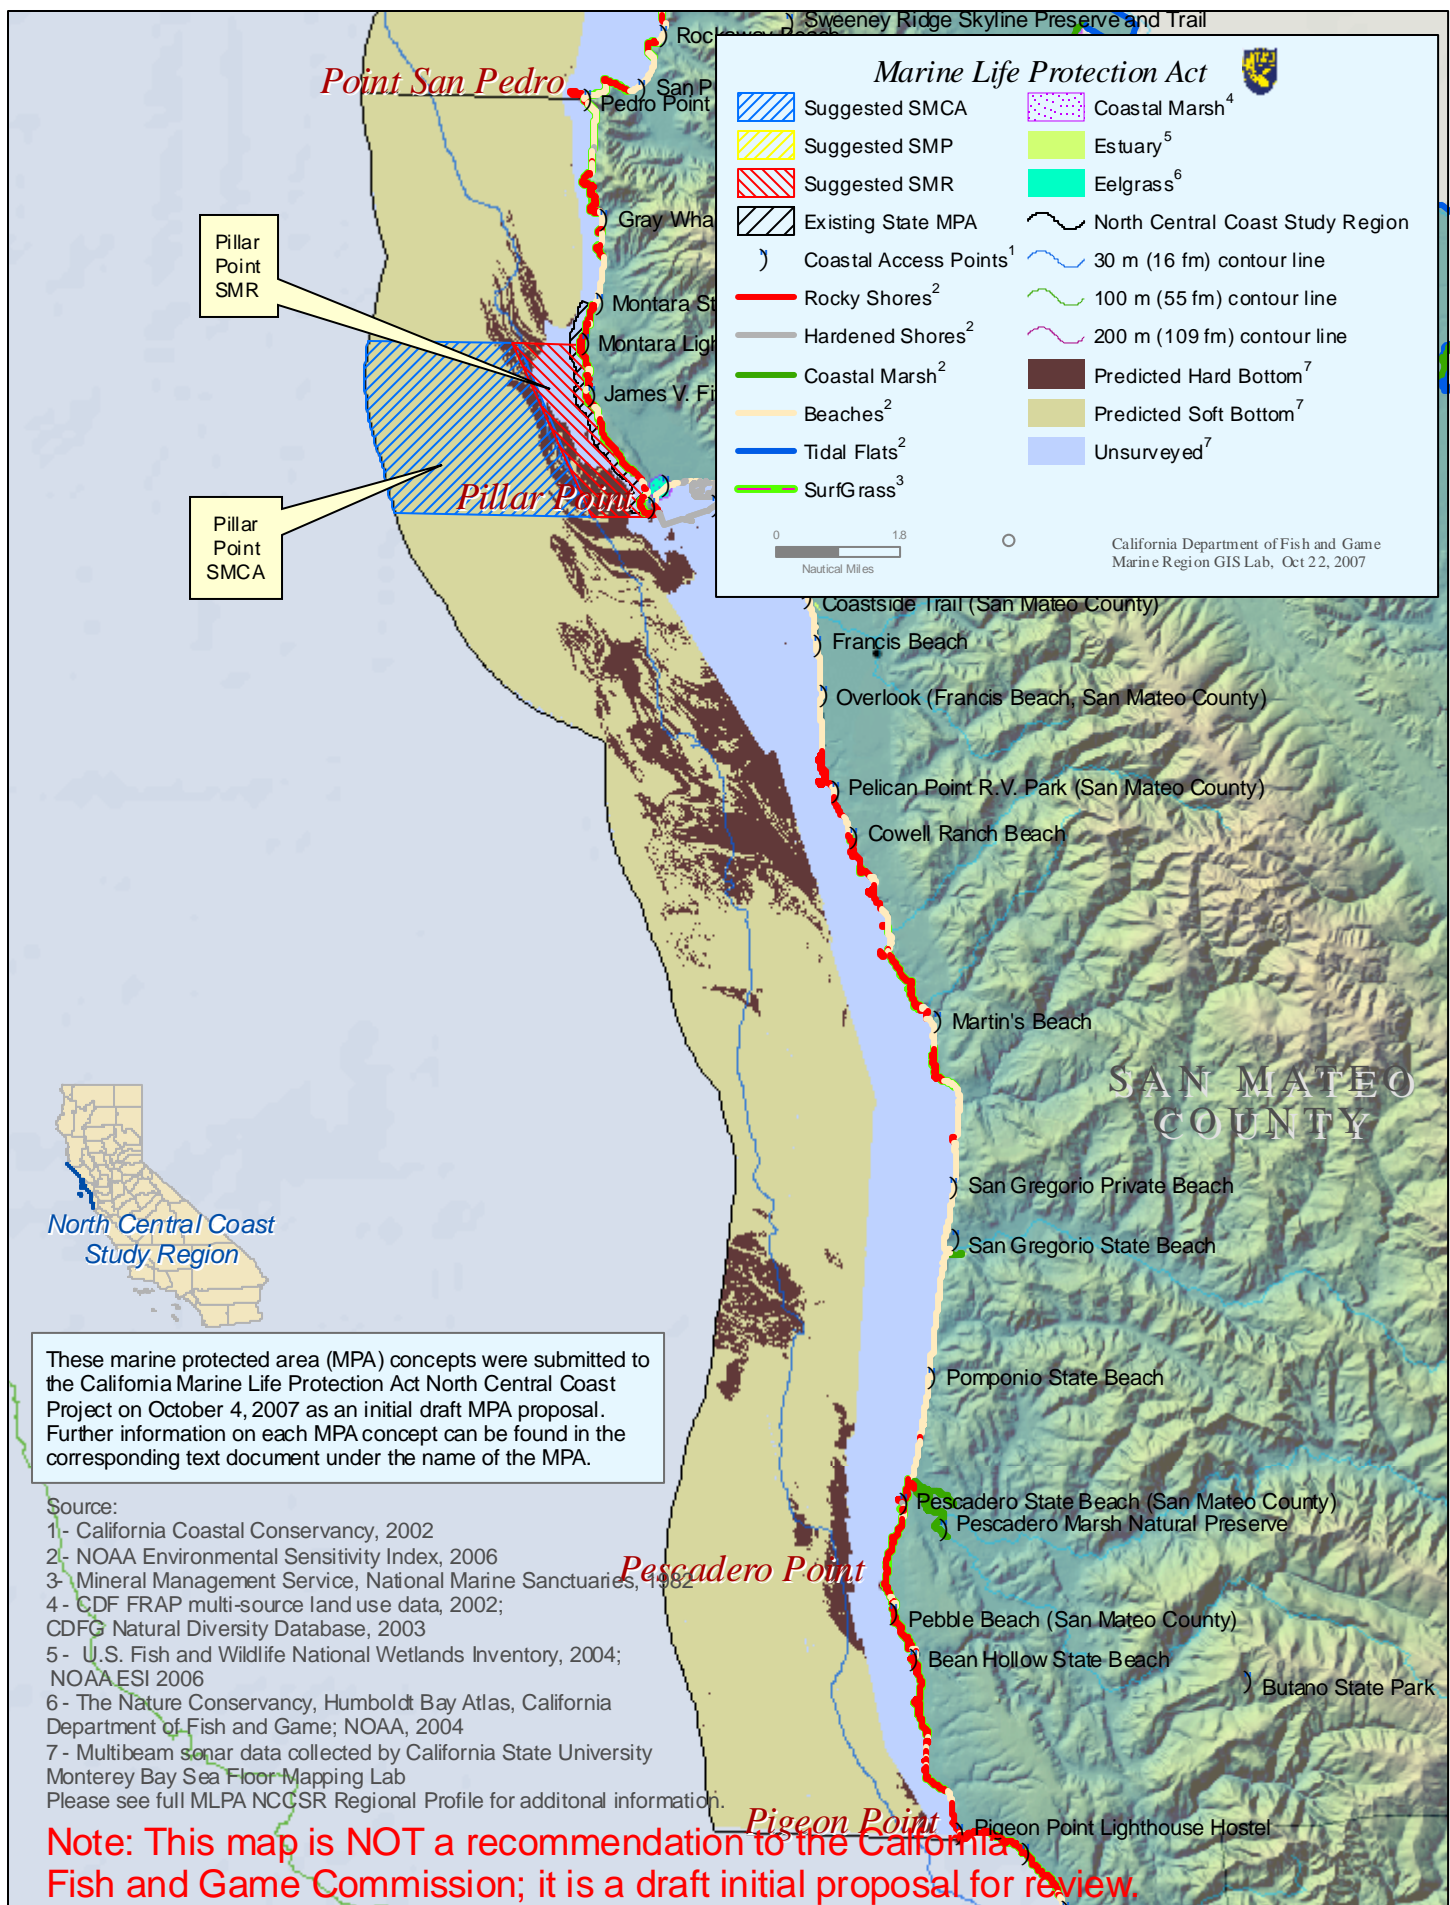 Sweeney Ridge Skyline Preserve and Trail
Point San Pedro
Pedro Point
Gray Wha
Montara St
Montara Ligh
James V. Fi
Pillar
Point
SMR
Pillar
Point
SMCA
Pillar Point
Marine Life Protection Act
Suggested SMCA
Suggested SMP
Suggested SMR
Existing State MPA
Coastal Access Points1
Rocky Shores2
Hardened Shores2
Coastal Marsh2
Beaches2
Tidal Flats2
SurfGrass3
Coastal Marsh4
Estuary5
Eelgrass6
North Central Coast Study Region
30 m (16 fm) contour line
100 m (55 fm) contour line
200 m (109 fm) contour line
Predicted Hard Bottom7
Predicted Soft Bottom7
Unsurveyed7
0 1.8
Nautical Miles
California Department of Fish and Game
Marine Region GIS Lab, Oct 22, 2007
Coastside Trail (San Mateo County)
Francis Beach
Overlook (Francis Beach, San Mateo County)
Pelican Point R.V. Park (San Mateo County)
Cowell Ranch Beach
Martin's Beach
SAN MATEO
COUNTY
San Gregorio Private Beach
San Gregorio State Beach
Pomponio State Beach
Pescadero State Beach (San Mateo County)
Pescadero Marsh Natural Preserve
Pescadero Point
Pebble Beach (San Mateo County)
Bean Hollow State Beach
Butano State Park
Pigeon Point
Pigeon Point Lighthouse Hostel
North Central Coast
Study Region
These marine protected area (MPA) concepts were submitted to
the California Marine Life Protection Act North Central Coast
Project on October 4, 2007 as an initial draft MPA proposal.
Further information on each MPA concept can be found in the
corresponding text document under the name of the MPA.
Source:
1 - California Coastal Conservancy, 2002
2 - NOAA Environmental Sensitivity Index, 2006
3- Mineral Management Service, National Marine Sanctuaries, 1982
4 - CDF FRAP multi-source land use data, 2002;
CDFG Natural Diversity Database, 2003
5 - U.S. Fish and Wildlife National Wetlands Inventory, 2004;
NOAA ESI 2006
6 - The Nature Conservancy, Humboldt Bay Atlas, California
Department of Fish and Game; NOAA, 2004
7 - Multibeam sonar data collected by California State University
Monterey Bay Sea Floor Mapping Lab
Please see full MLPA NCCSR Regional Profile for additonal information.
Note: This map is NOT a recommendation to the California
Fish and Game Commission; it is a draft initial proposal for review.